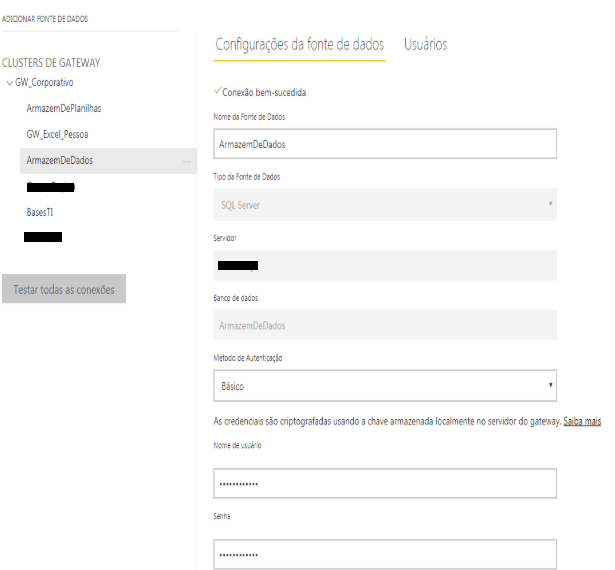 ADICIONAR FONTE DE DADOS
CLUSTERS DE GATEWAY
GW_Corporativo
ArmazemDePlanilhas
GW_Excel_Pessoa
ArmazemDeDados
...
BasesTI
Testar todas as conexões
Configurações da fonte de dados
Usuários
✓Conexão bem-sucedida
Nome da Fonte de Dados
ArmazemDeDados
Tipo da Fonte de Dados
SQL Server
Servidor
Banco de dados
ArmazemDeDados
Método de Autenticação
Básico
As credenciais são criptografadas usando a chave armazenada localmente no servidor do gateway. Saiba mais
Nome de usuário
••••••••••••
Senha
••••••••••••